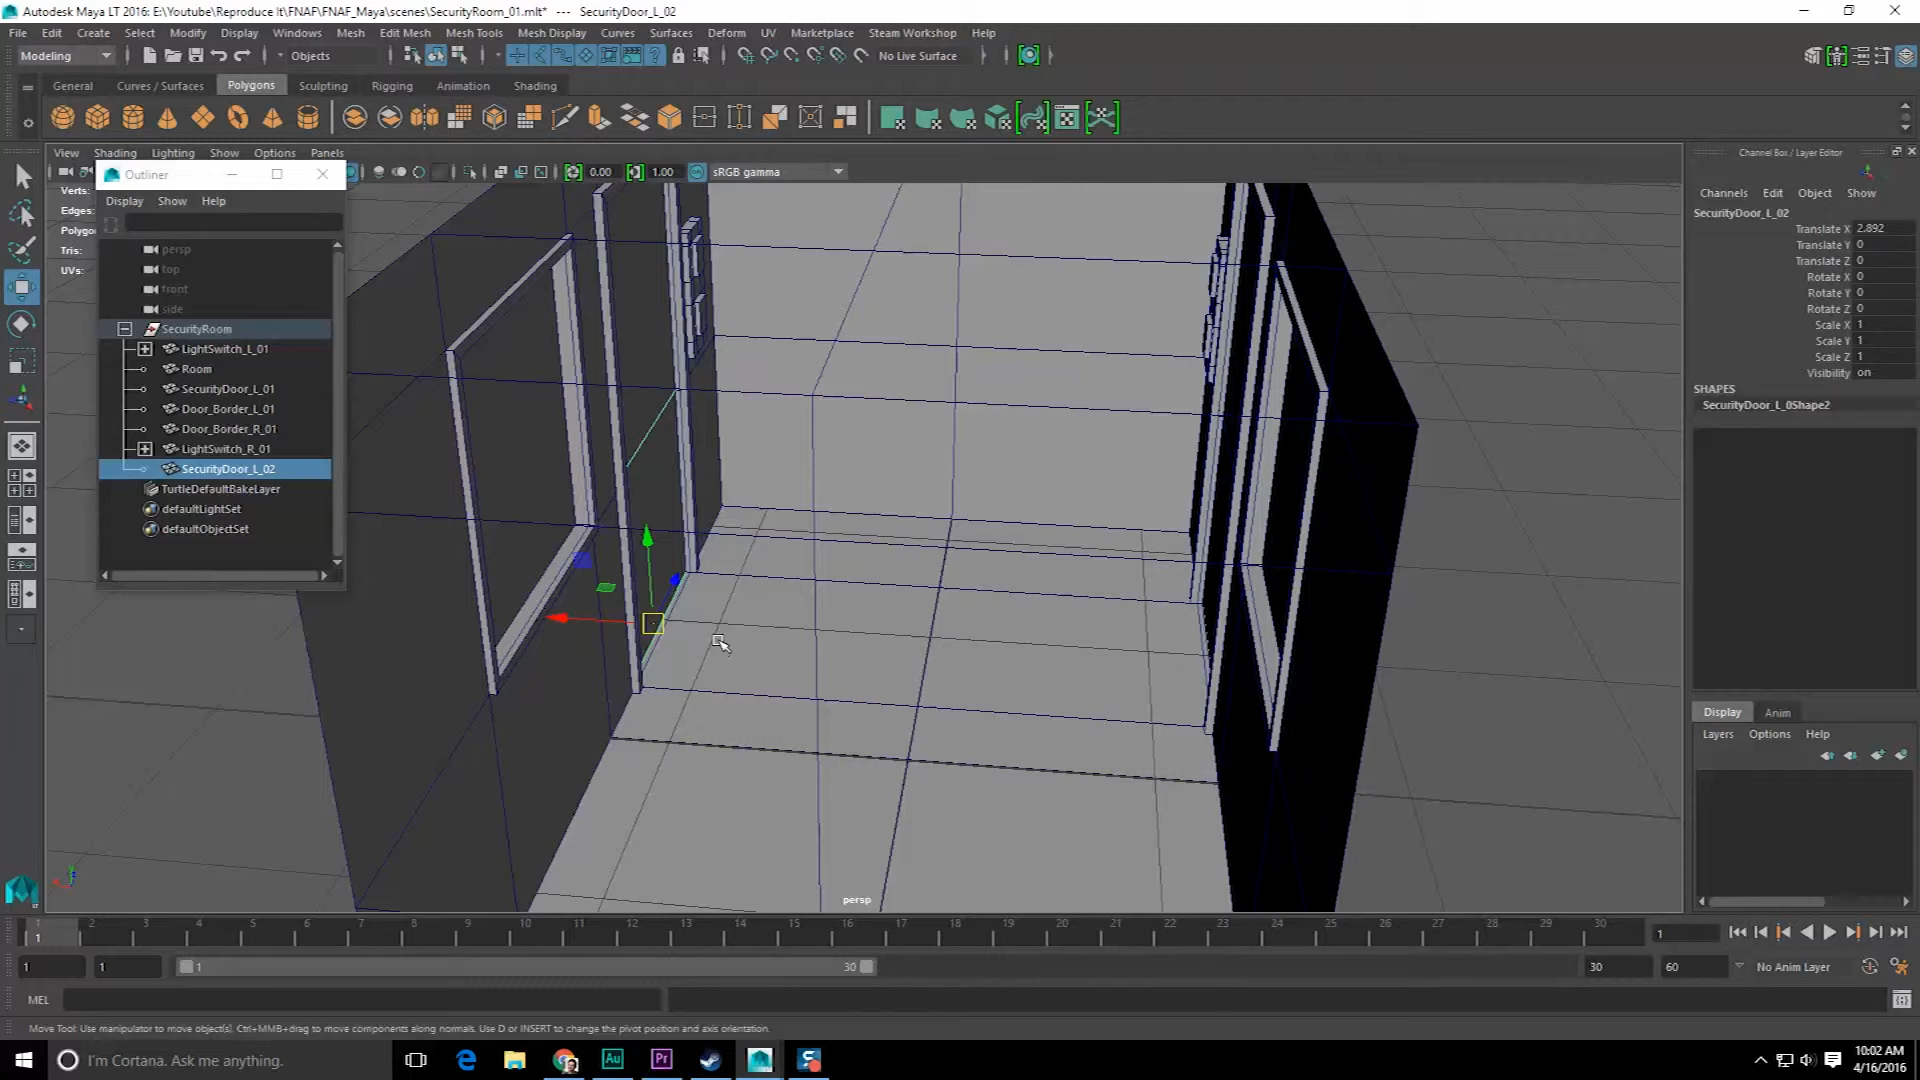 Autodesk Maya LT 2016: E:\Youtube\Reproduce It\FNAF\FNAF_Maya\scenes\SecurityRoom_01.mlt*   ---   SecurityDoor_L_02
File Edit Create Select Modify Display Windows Mesh Edit Mesh Mesh Tools Mesh Display Curves Surfaces Deform UV Marketplace Steam Workshop Help
Modeling Objects No Live Surface
General Curves / Surfaces Polygons Sculpting Rigging Animation Shading
View Shading Lighting Show Options Panels
0.00 1.00 sRGB gamma
Verts:
Edges:
Polygo
Tris:
UVs:
Outliner
Display Show Help
persp
top
front
side
SecurityRoom
LightSwitch_L_01
Room
SecurityDoor_L_01
Door_Border_L_01
Door_Border_R_01
LightSwitch_R_01
SecurityDoor_L_02
TurtleDefaultBakeLayer
defaultLightSet
defaultObjectSet
persp
Channel Box / Layer Editor
Channels Edit Object Show
SecurityDoor_L_02
Translate X 2.892
Translate Y 0
Translate Z 0
Rotate X 0
Rotate Y 0
Rotate Z 0
Scale X 1
Scale Y 1
Scale Z 1
Visibility on
SHAPES
SecurityDoor_L_0Shape2
Display Anim
Layers Options Help
1 2 3 4 5 6 7 8 9 10 11 12 13 14 15 16 17 18 19 20 21 22 23 24 25 26 27 28 29 30
1 1
1 1 1 30 30 60 No Anim Layer
MEL
Move Tool: Use manipulator to move object(s). Ctrl+MMB+drag to move components along normals. Use D or INSERT to change the pivot position and axis orientation.
I'm Cortana. Ask me anything.
Au Pr
10:02 AM
4/16/2016